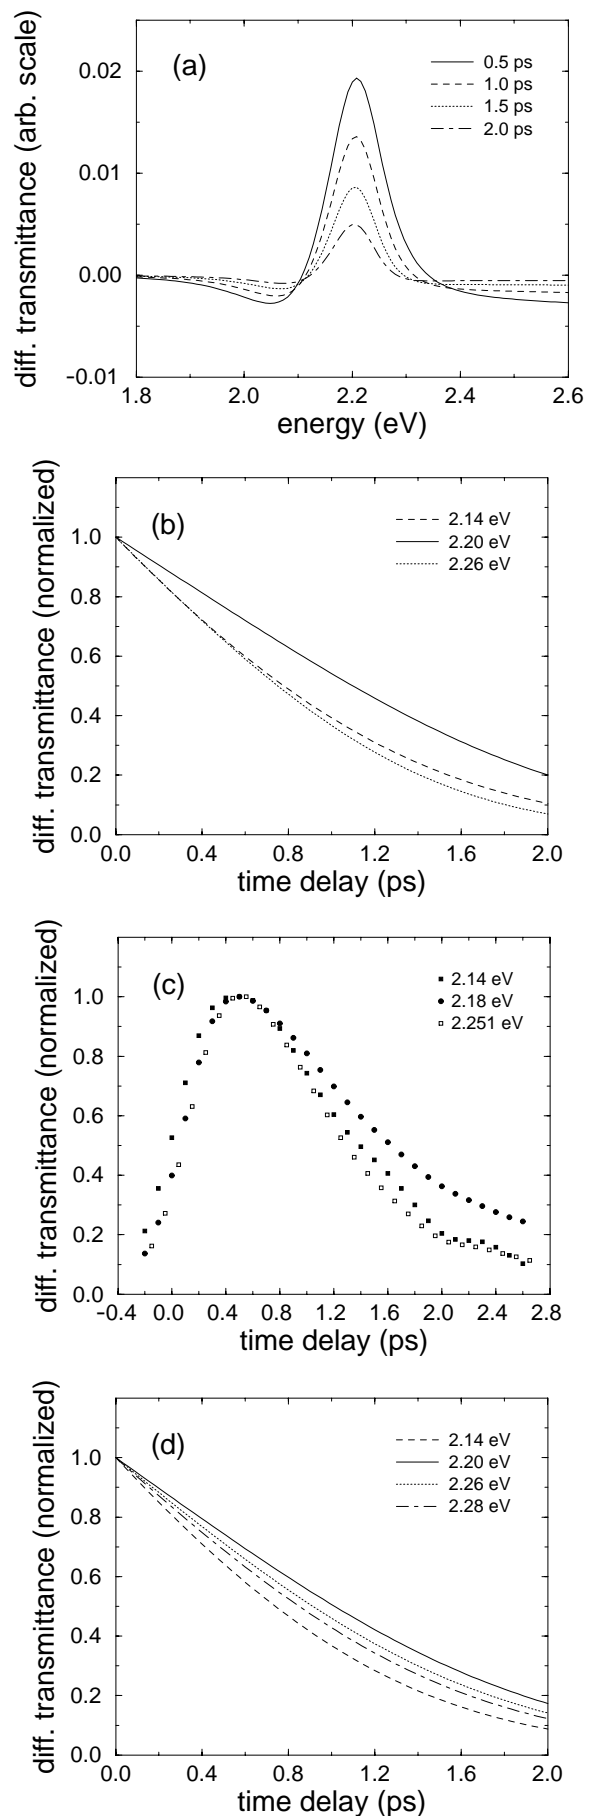 (a)
0.5 ps
1.0 ps
1.5 ps
2.0 ps
diff. transmittance (arb. scale)
0.02
0.01
0.00
−0.01
1.8 2.0 2.2 2.4 2.6
energy (eV)
(b)
2.14 eV
2.20 eV
2.26 eV
diff. transmittance (normalized)
1.0
0.8
0.6
0.4
0.2
0.0
0.0 0.4 0.8 1.2 1.6 2.0
time delay (ps)
(c)
2.14 eV
2.18 eV
2.251 eV
diff. transmittance (normalized)
1.0
0.8
0.6
0.4
0.2
0.0
−0.4 0.0 0.4 0.8 1.2 1.6 2.0 2.4 2.8
time delay (ps)
(d)
2.14 eV
2.20 eV
2.26 eV
2.28 eV
diff. transmittance (normalized)
1.0
0.8
0.6
0.4
0.2
0.0
0.0 0.4 0.8 1.2 1.6 2.0
time delay (ps)